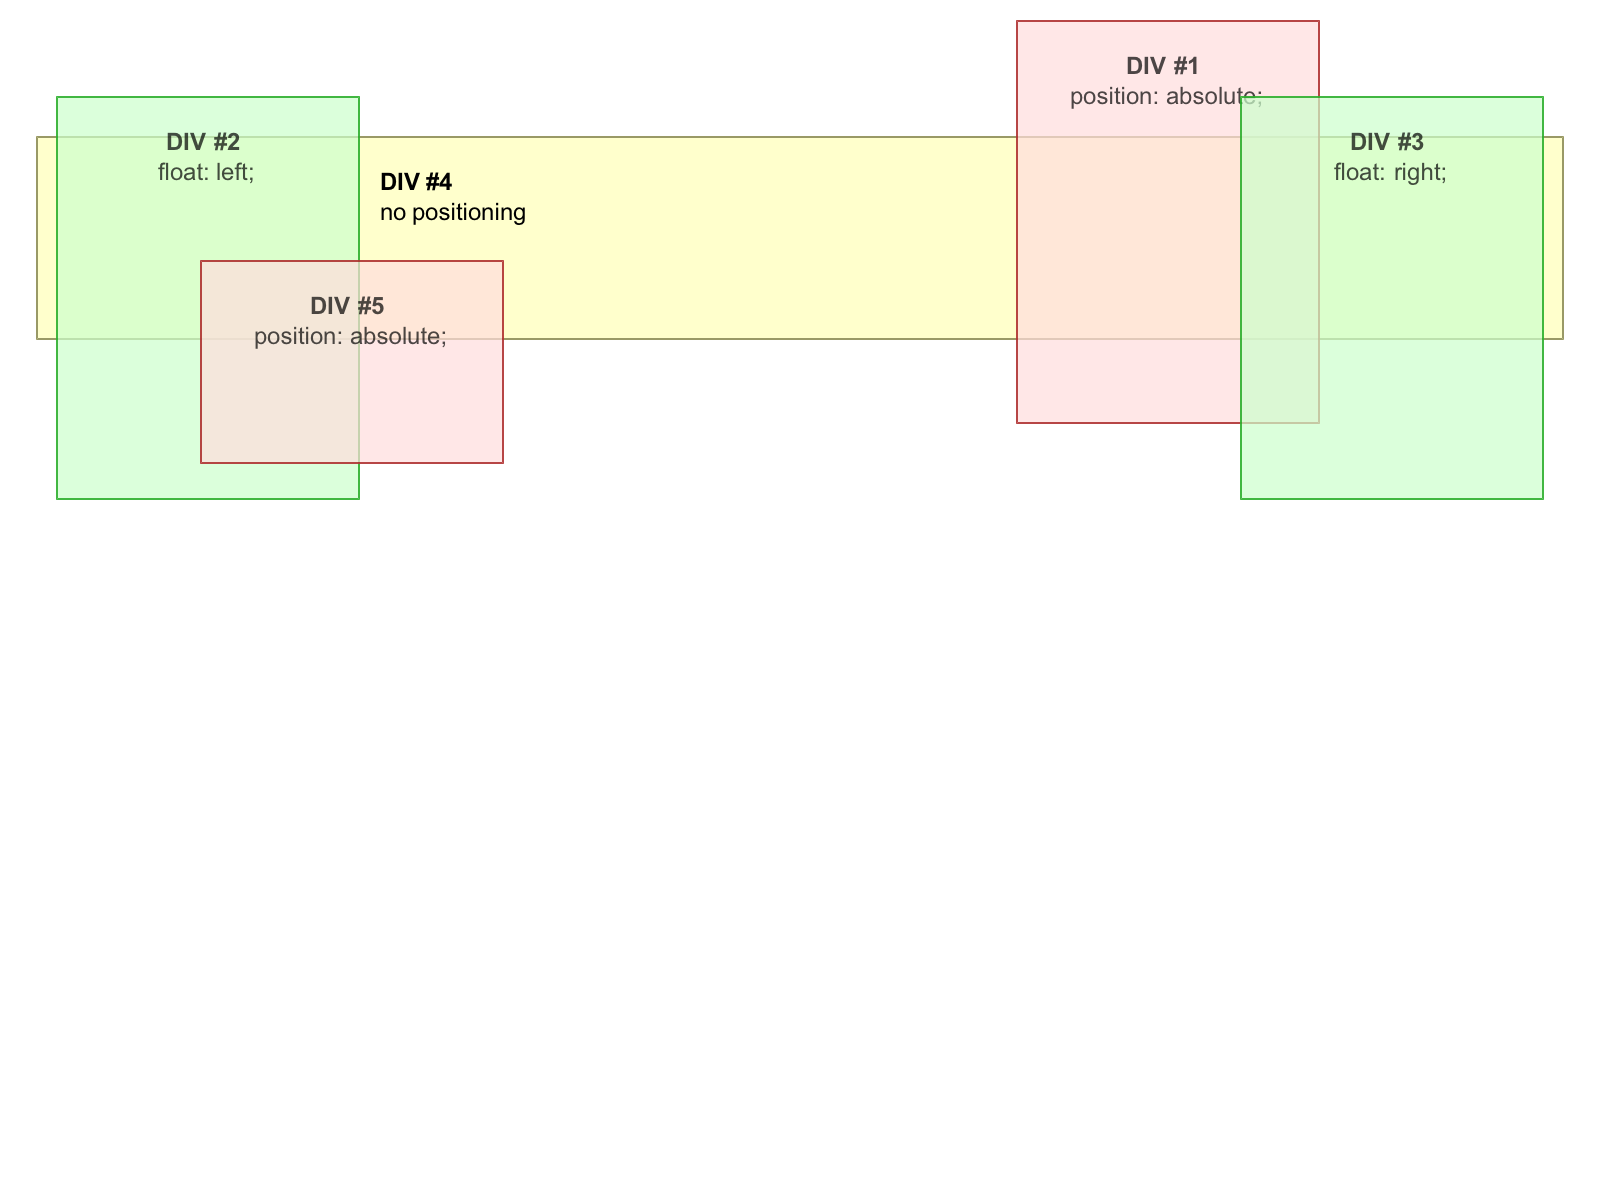 DIV #1
position: absolute;
DIV #2
float: left;
DIV #3
float: right;
DIV #4
no positioning
DIV #5
position: absolute;